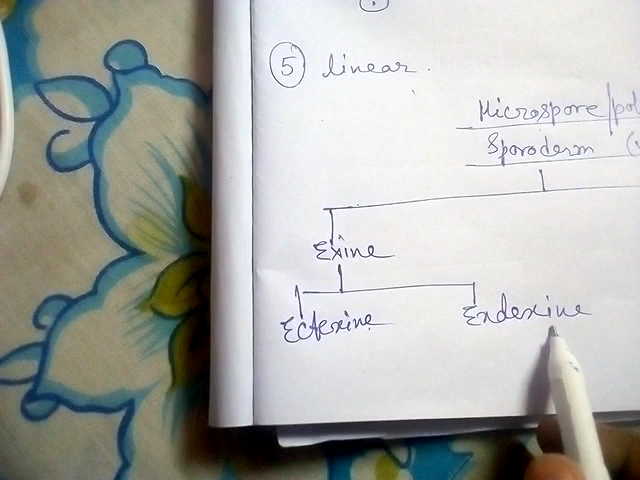 5 linear.
Microspore/pol
Sporoderm (
Exine
Ectexine Endexine